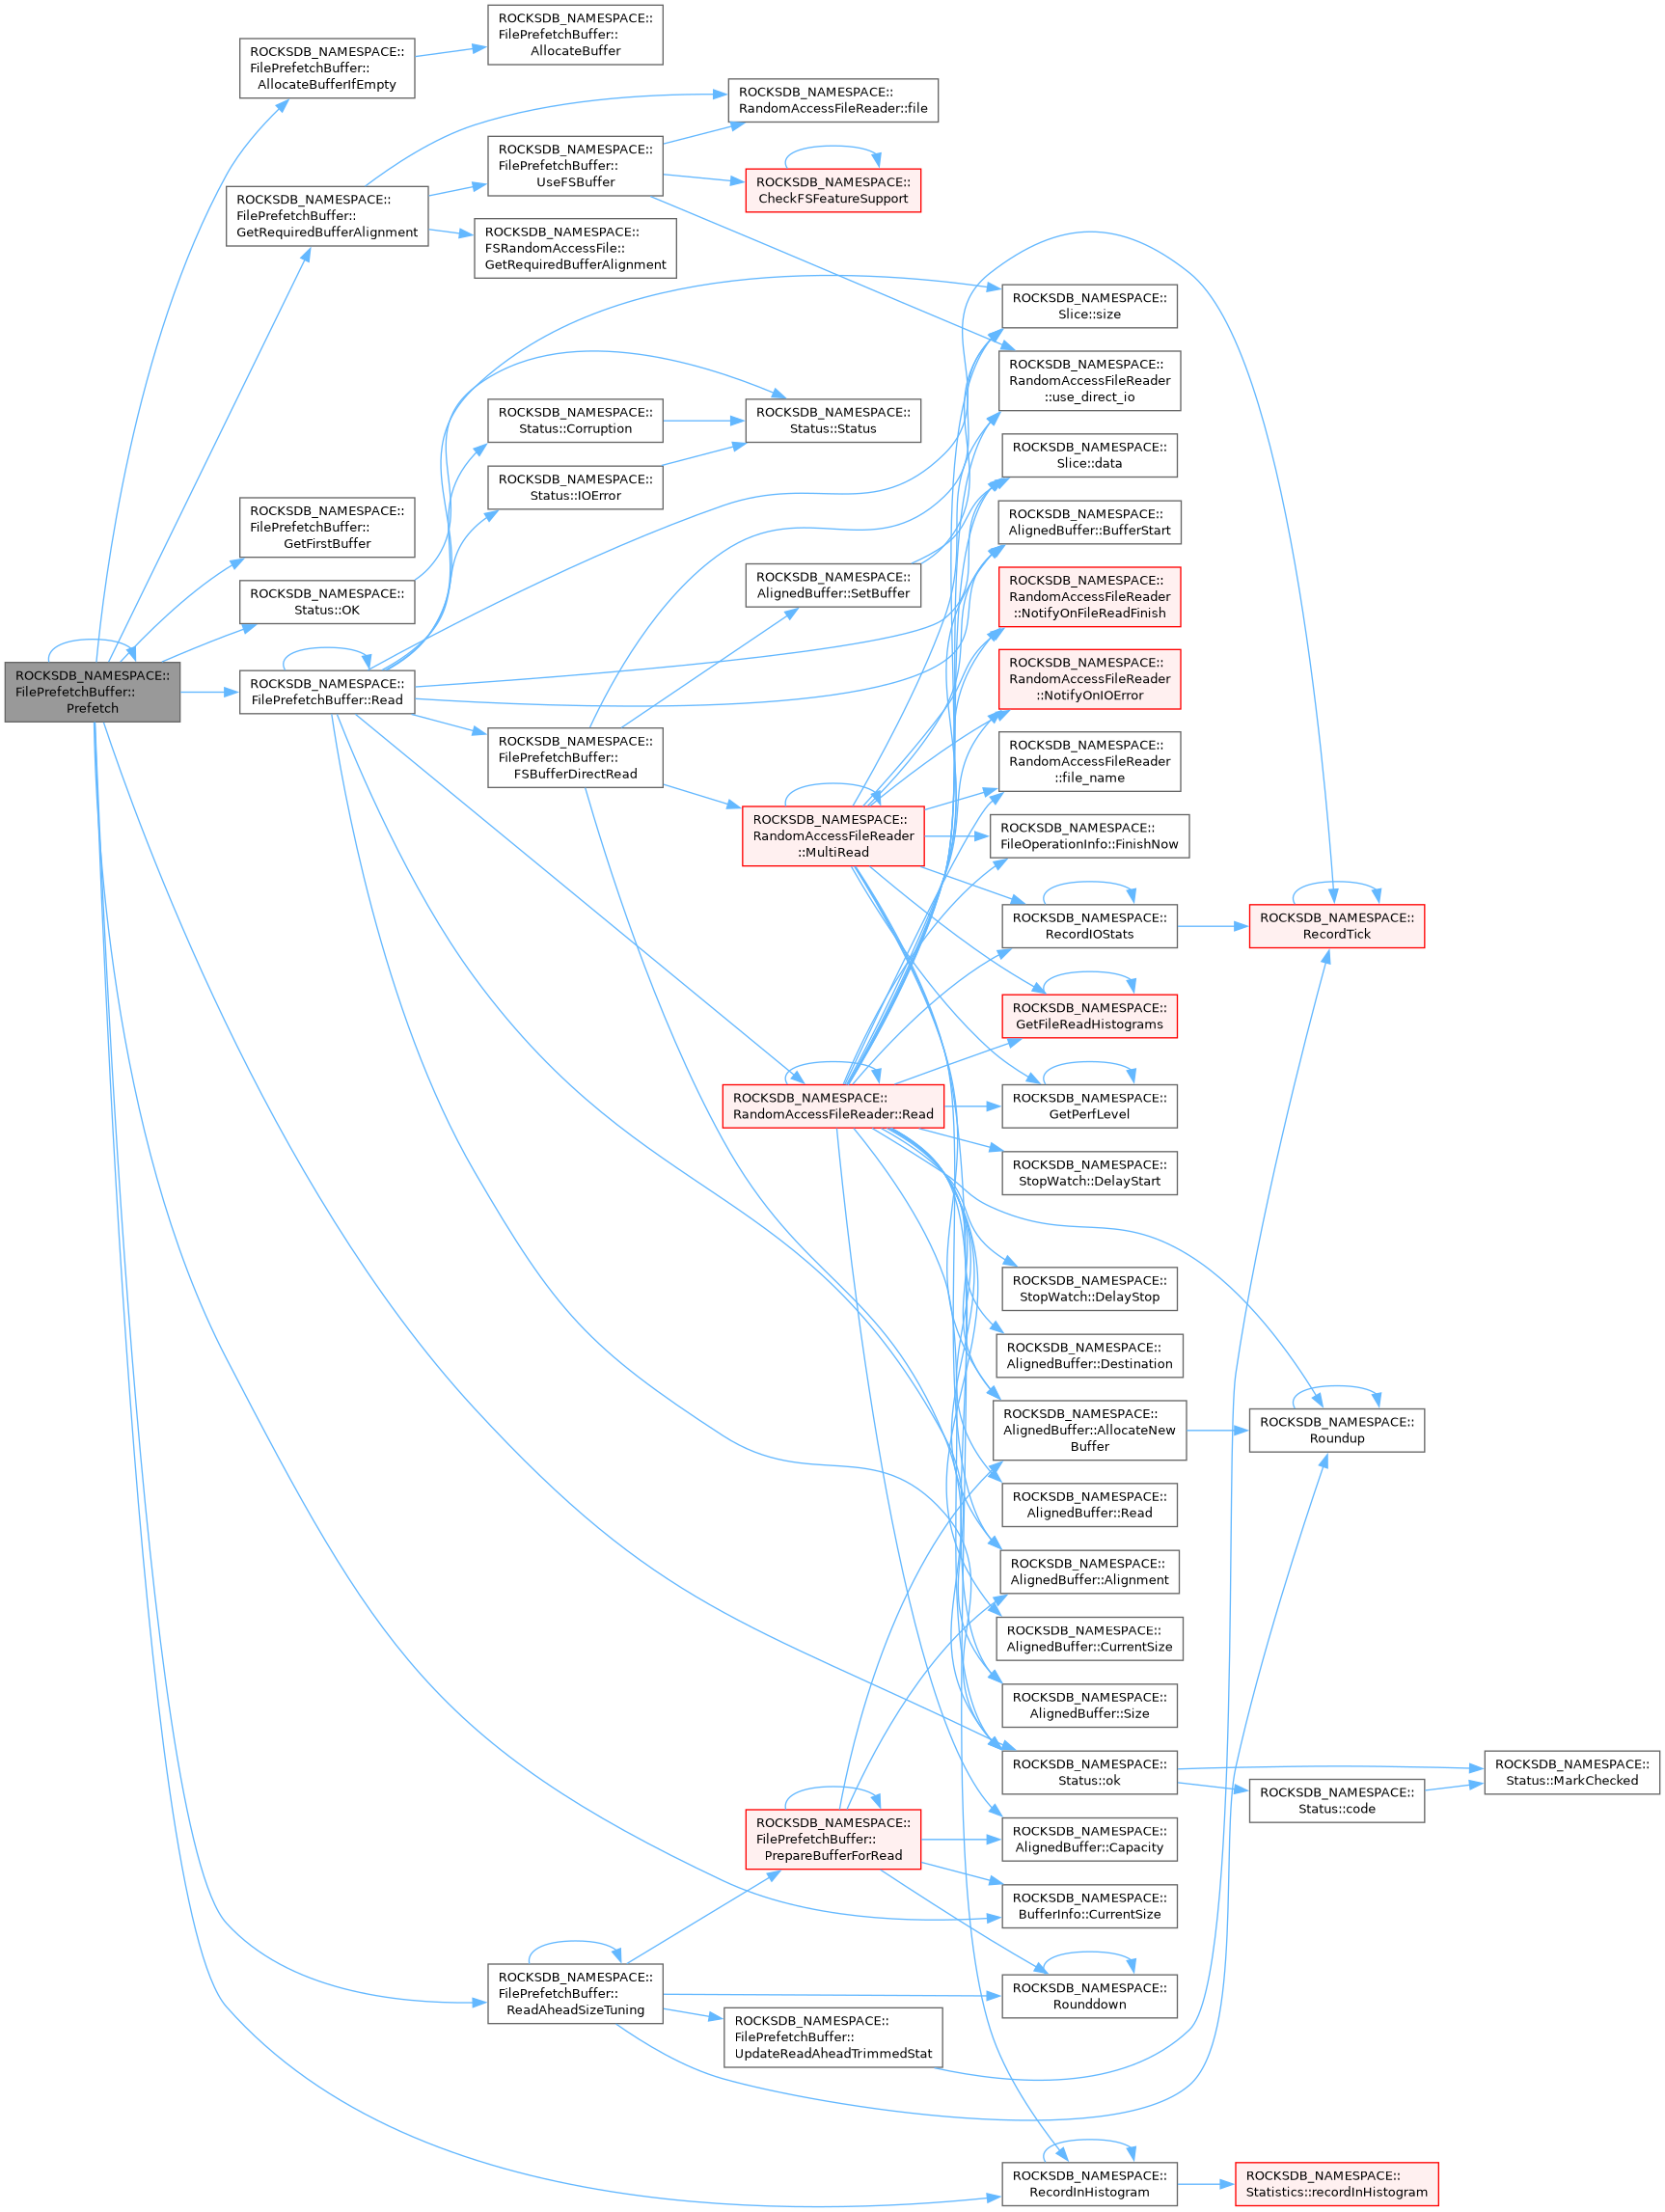 ROCKSDB_NAMESPACE::
FilePrefetchBuffer::
Prefetch
ROCKSDB_NAMESPACE::
FilePrefetchBuffer::
AllocateBufferIfEmpty
ROCKSDB_NAMESPACE::
FilePrefetchBuffer::
AllocateBuffer
ROCKSDB_NAMESPACE::
FilePrefetchBuffer::
GetRequiredBufferAlignment
ROCKSDB_NAMESPACE::
RandomAccessFileReader::file
ROCKSDB_NAMESPACE::
FilePrefetchBuffer::
UseFSBuffer
ROCKSDB_NAMESPACE::
CheckFSFeatureSupport
ROCKSDB_NAMESPACE::
FSRandomAccessFile::
GetRequiredBufferAlignment
ROCKSDB_NAMESPACE::
Slice::size
ROCKSDB_NAMESPACE::
RandomAccessFileReader
::use_direct_io
ROCKSDB_NAMESPACE::
Status::Corruption
ROCKSDB_NAMESPACE::
Status::Status
ROCKSDB_NAMESPACE::
Slice::data
ROCKSDB_NAMESPACE::
Status::IOError
ROCKSDB_NAMESPACE::
FilePrefetchBuffer::
GetFirstBuffer
ROCKSDB_NAMESPACE::
AlignedBuffer::BufferStart
ROCKSDB_NAMESPACE::
Status::OK
ROCKSDB_NAMESPACE::
AlignedBuffer::SetBuffer
ROCKSDB_NAMESPACE::
RandomAccessFileReader
::NotifyOnFileReadFinish
ROCKSDB_NAMESPACE::
FilePrefetchBuffer::Read
ROCKSDB_NAMESPACE::
RandomAccessFileReader
::NotifyOnIOError
ROCKSDB_NAMESPACE::
FilePrefetchBuffer::
FSBufferDirectRead
ROCKSDB_NAMESPACE::
RandomAccessFileReader
::file_name
ROCKSDB_NAMESPACE::
RandomAccessFileReader
::MultiRead
ROCKSDB_NAMESPACE::
FileOperationInfo::FinishNow
ROCKSDB_NAMESPACE::
RecordIOStats
ROCKSDB_NAMESPACE::
RecordTick
ROCKSDB_NAMESPACE::
GetFileReadHistograms
ROCKSDB_NAMESPACE::
RandomAccessFileReader::Read
ROCKSDB_NAMESPACE::
GetPerfLevel
ROCKSDB_NAMESPACE::
StopWatch::DelayStart
ROCKSDB_NAMESPACE::
StopWatch::DelayStop
ROCKSDB_NAMESPACE::
AlignedBuffer::Destination
ROCKSDB_NAMESPACE::
AlignedBuffer::AllocateNew
Buffer
ROCKSDB_NAMESPACE::
Roundup
ROCKSDB_NAMESPACE::
AlignedBuffer::Read
ROCKSDB_NAMESPACE::
AlignedBuffer::Alignment
ROCKSDB_NAMESPACE::
AlignedBuffer::CurrentSize
ROCKSDB_NAMESPACE::
AlignedBuffer::Size
ROCKSDB_NAMESPACE::
Status::ok
ROCKSDB_NAMESPACE::
Status::MarkChecked
ROCKSDB_NAMESPACE::
Status::code
ROCKSDB_NAMESPACE::
FilePrefetchBuffer::
PrepareBufferForRead
ROCKSDB_NAMESPACE::
AlignedBuffer::Capacity
ROCKSDB_NAMESPACE::
BufferInfo::CurrentSize
ROCKSDB_NAMESPACE::
FilePrefetchBuffer::
ReadAheadSizeTuning
ROCKSDB_NAMESPACE::
Rounddown
ROCKSDB_NAMESPACE::
FilePrefetchBuffer::
UpdateReadAheadTrimmedStat
ROCKSDB_NAMESPACE::
RecordInHistogram
ROCKSDB_NAMESPACE::
Statistics::recordInHistogram